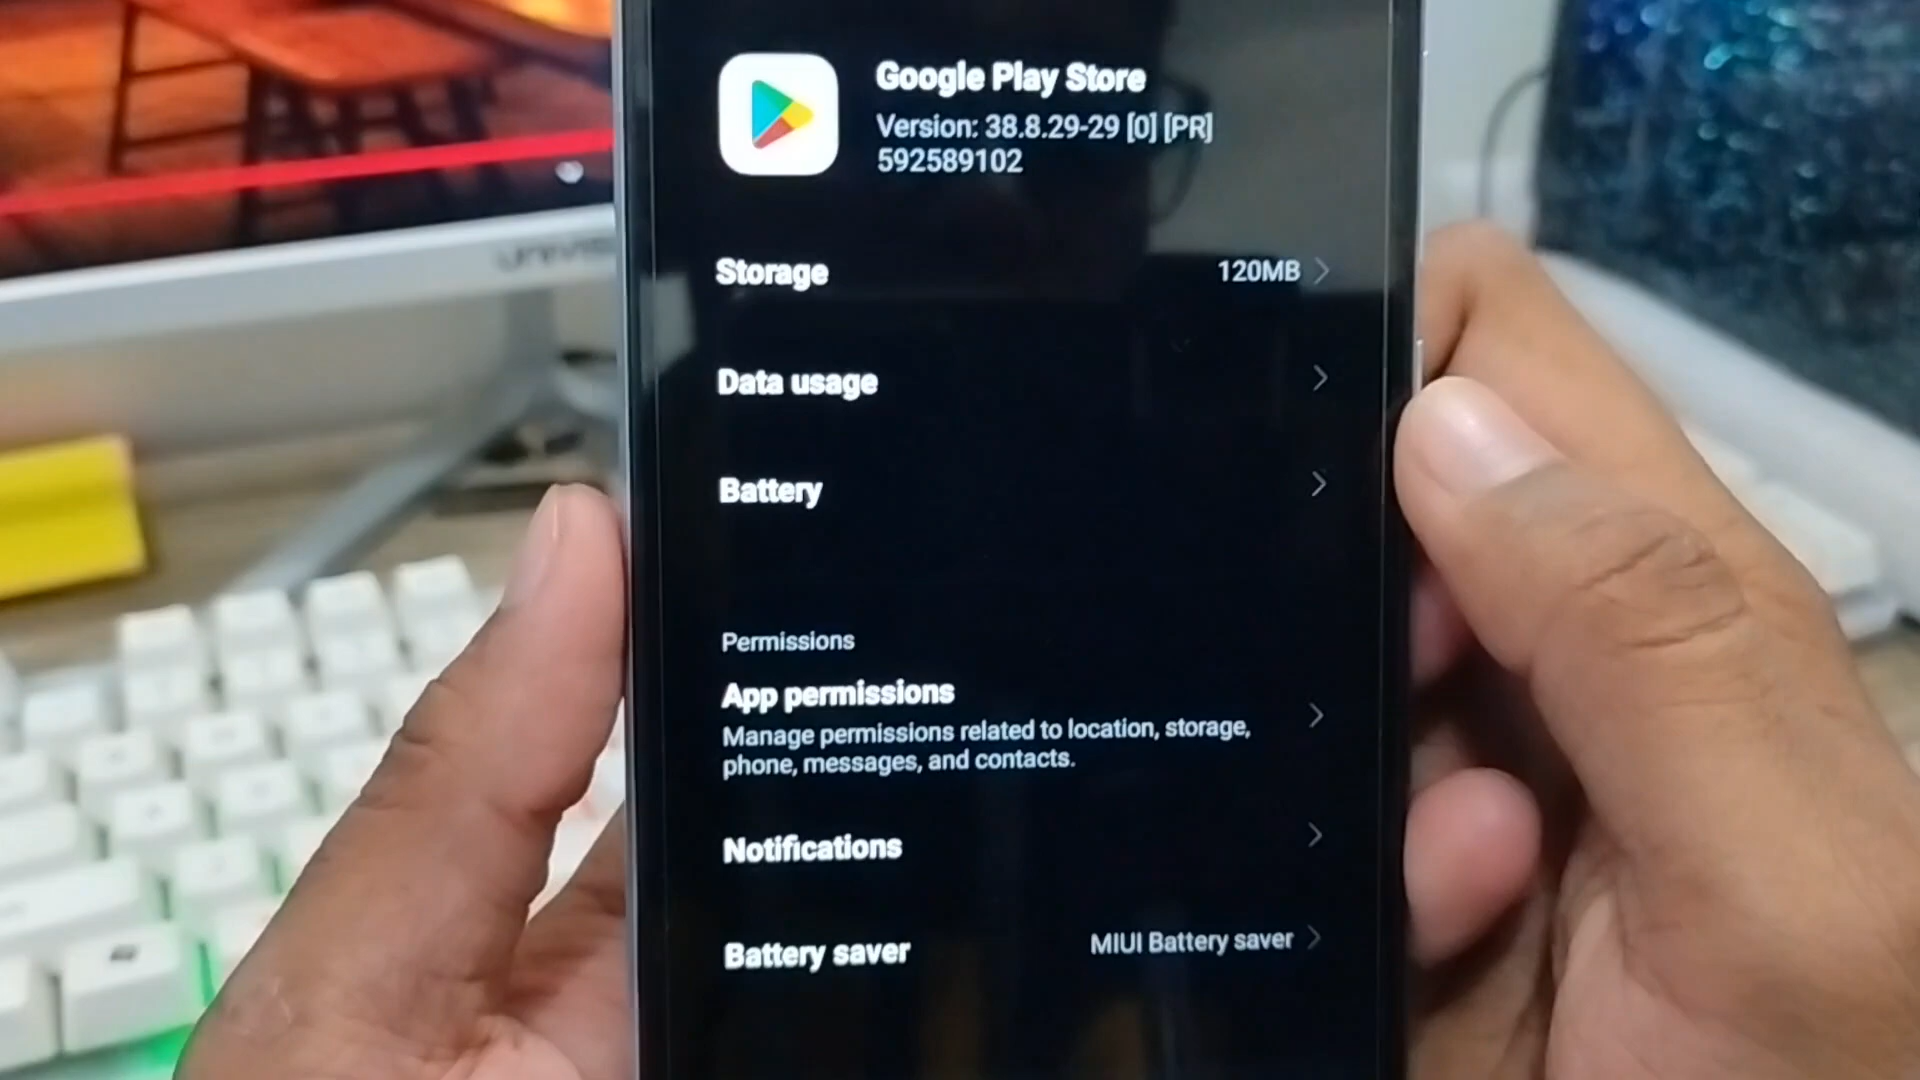 Google Play Store
Version: 38.8.29-29 [0] [PR]
592589102
Storage
120MB
Data usage
Battery
Permissions
App permissions
Manage permissions related to location, storage,
phone, messages, and contacts.
Notifications
Battery saver
MIUI Battery saver